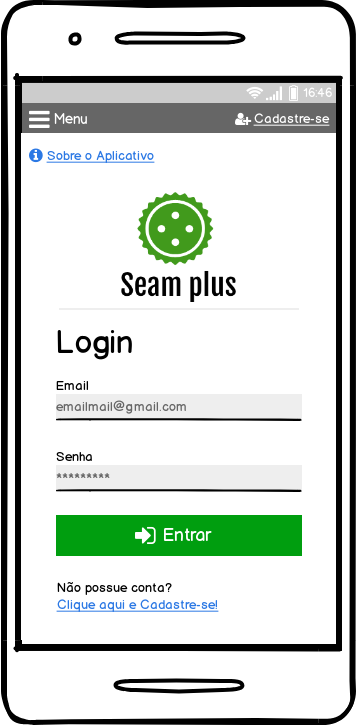 16:46
Menu
Cadastre-se
Sobre o Aplicativo
Seam plus
Login
Email
emailmail@gmail.com
Senha
*********
Entrar
Não possue conta?
Clique aqui e Cadastre-se!